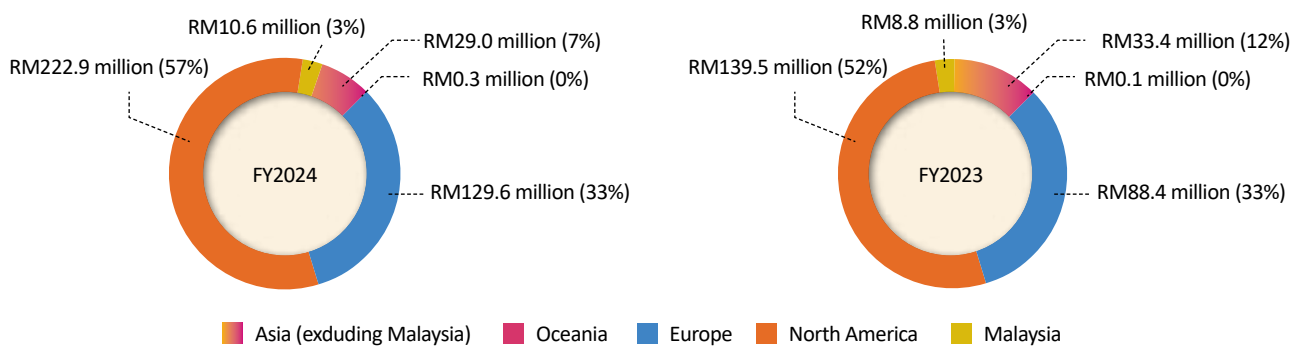 RM10.6 million (3%)
RM29.0 million (7%)
RM222.9 million (57%)
RM0.3 million (0%)
FY2024
RM129.6 million (33%)
RM8.8 million (3%)
RM33.4 million (12%)
RM139.5 million (52%)
RM0.1 million (0%)
FY2023
RM88.4 million (33%)
Asia (exduding Malaysia)
Oceania
Europe
North America
Malaysia